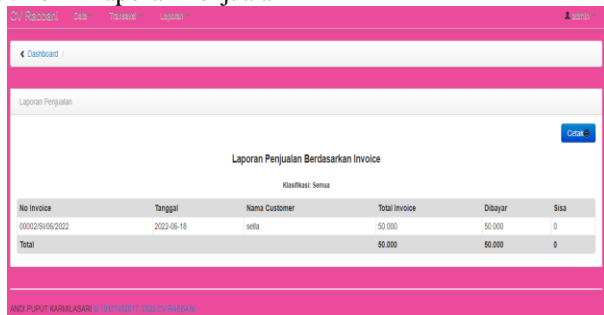 CV Rabbani Data Transaksi Laporan admin
Dashboard /
Laporan Penjualan
Cetak
Laporan Penjualan Berdasarkan Invoice
Klasifikasi: Semua
No Invoice Tanggal Nama Customer Total Invoice Dibayar Sisa
00002/SI/06/2022 2022-06-18 sella 50.000 50.000 0
Total 50.000 50.000 0
ANDI PUPUT KARMILASARI